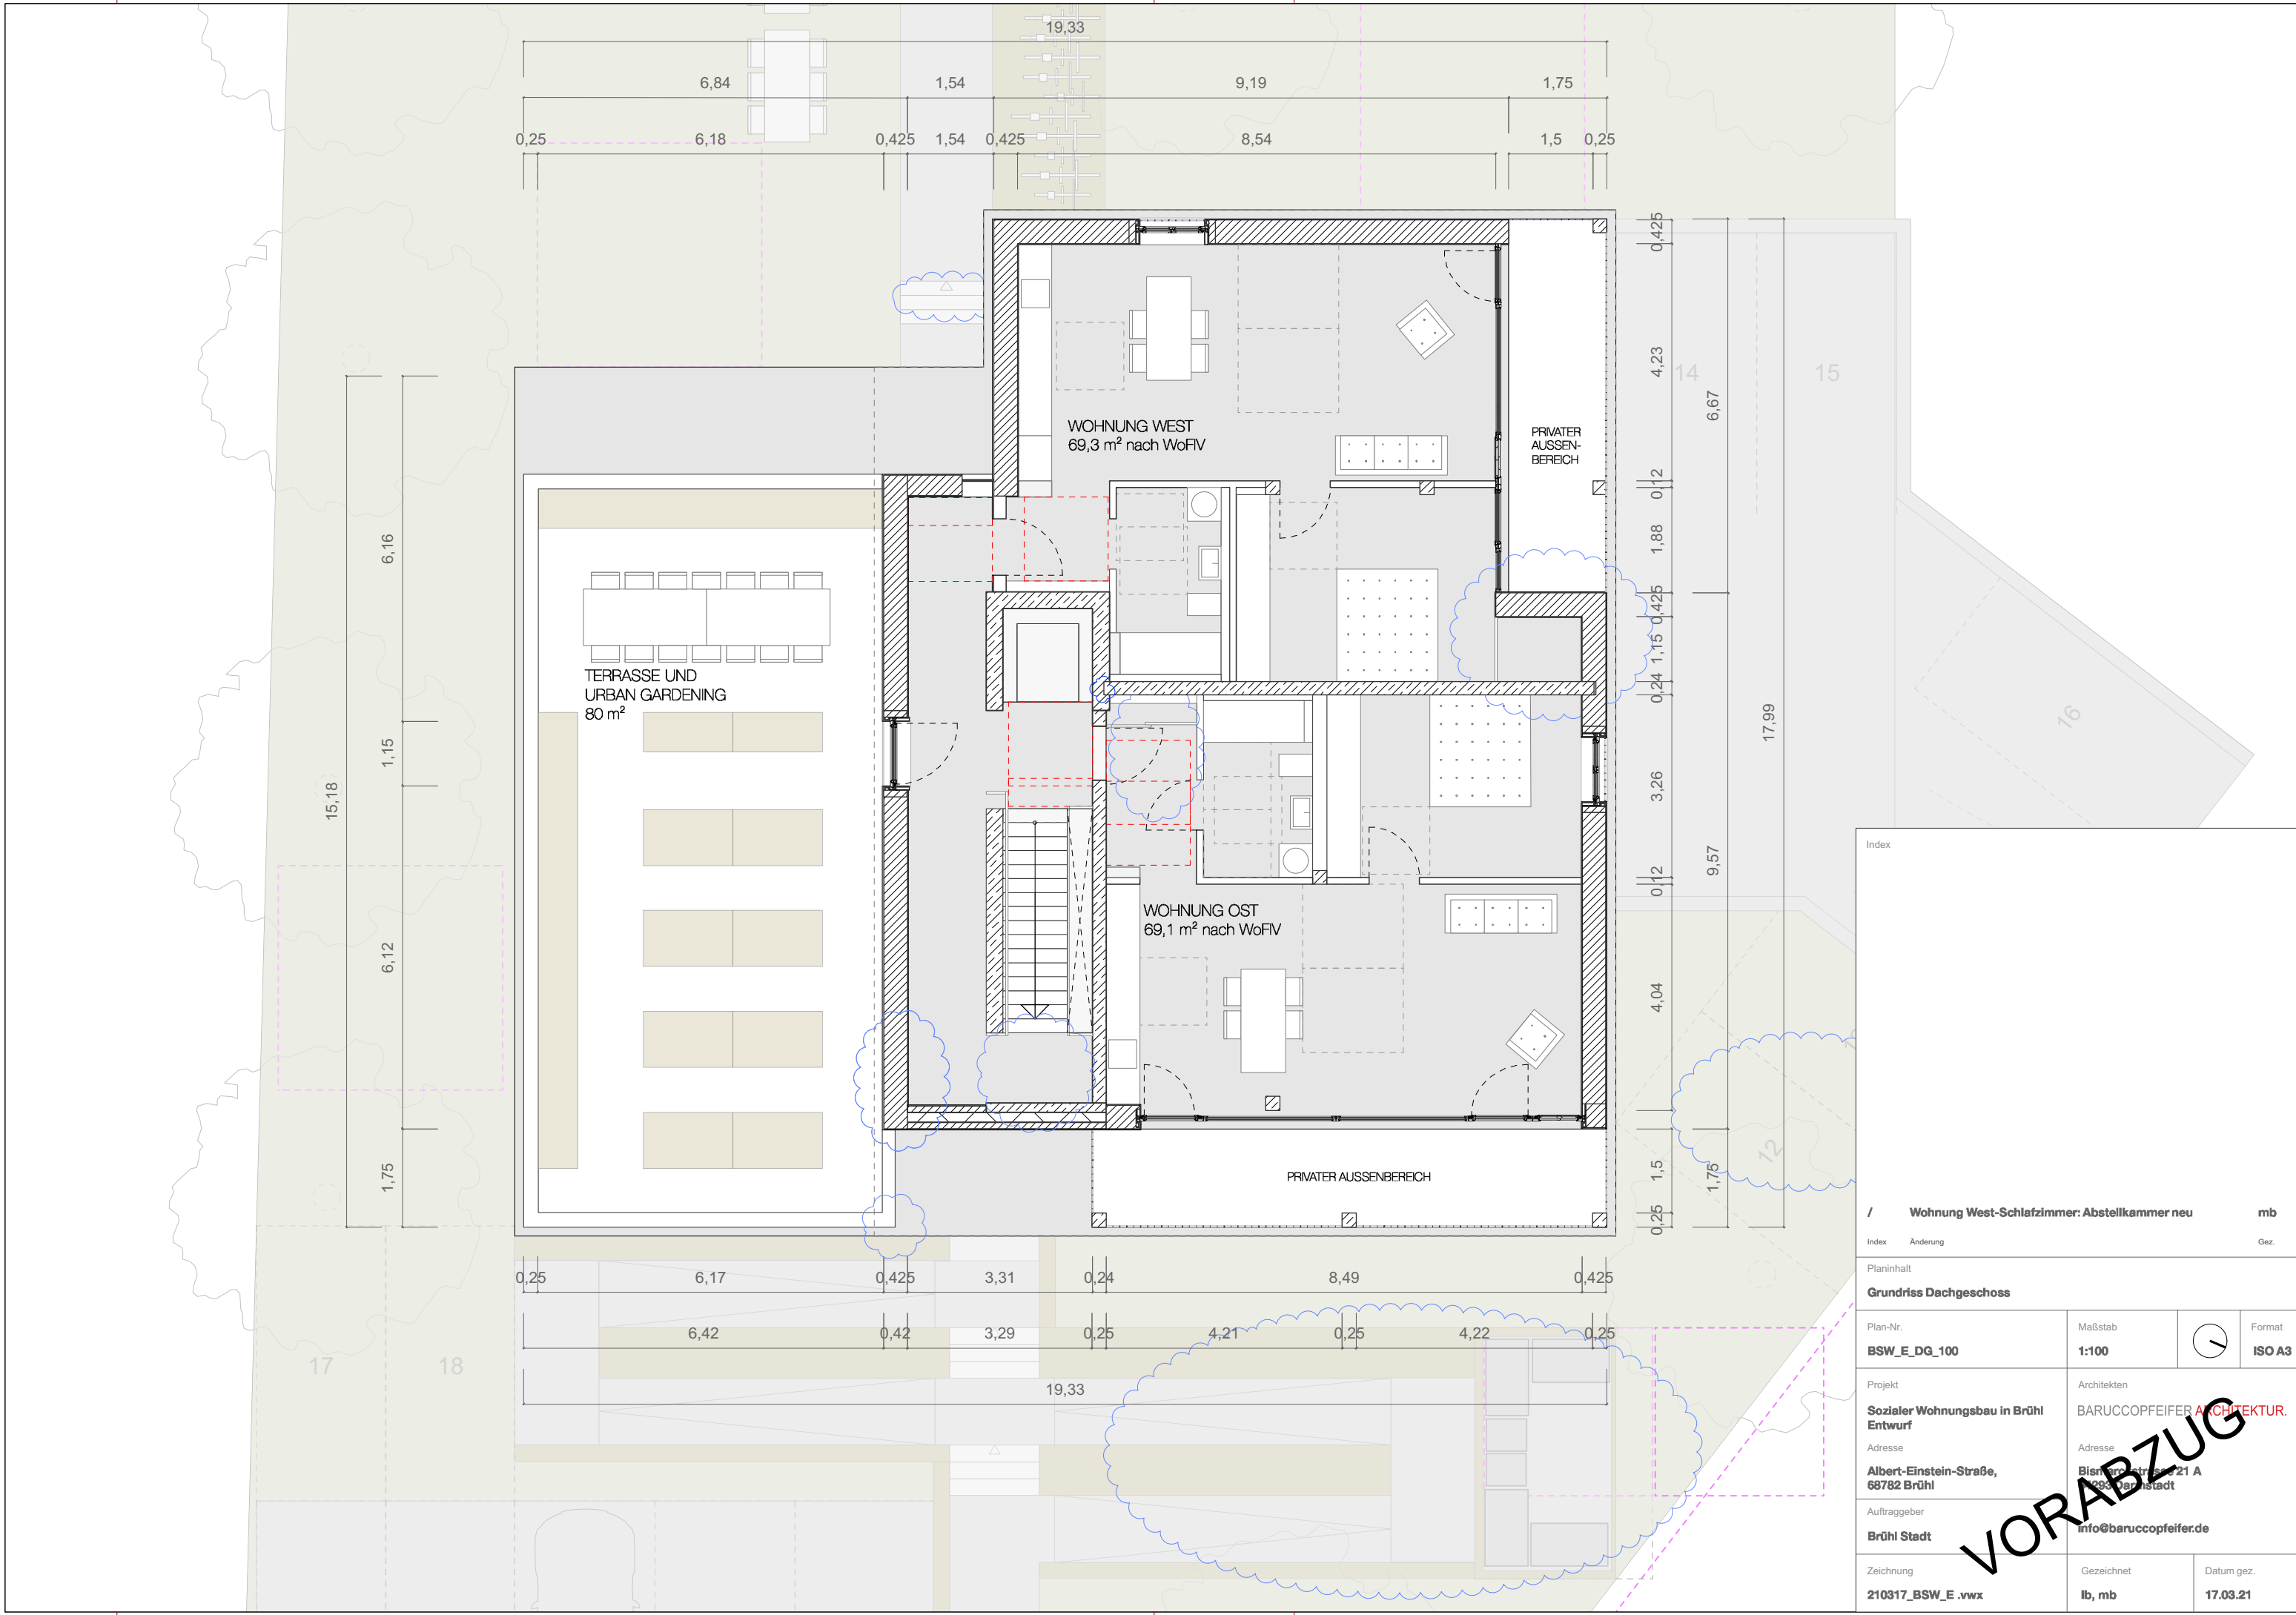 19,33
6,84
1,54
9,19
1,75
0,25
6,18
0,425
1,54
0,425
8,54
1,5
0,25
0,425
4,23
0,12
1,88
0,425
1,15
0,24
3,26
0,12
4,04
1,5
0,25
6,67
9,57
1,75
17,99
14
15
16
12
17
18
WOHNUNG WEST
69,3 m² nach WoFlV
PRIVATER
AUSSEN-
BEREICH
TERRASSE UND
URBAN GARDENING
80 m²
6,16
1,15
6,12
1,75
15,18
WOHNUNG OST
69,1 m² nach WoFlV
PRIVATER AUSSENBEREICH
0,25
6,17
0,425
3,31
0,24
8,49
0,425
6,42
0,42
3,29
0,25
4,21
0,25
4,22
0,25
19,33
Index
/ Wohnung West-Schlafzimmer: Abstellkammer neu mb
Index Änderung Gez.
Planinhalt
Grundriss Dachgeschoss
Plan-Nr.
BSW_E_DG_100
Maßstab
1:100
Format
ISO A3
Projekt
Sozialer Wohnungsbau in Brühl
Entwurf
Adresse
Albert-Einstein-Straße,
68782 Brühl
Architekten
BARUCCOPFEIFER ARCHITEKTUR.
Adresse
21 A
Darmstadt
info@baruccopfeifer.de
Auftraggeber
Brühl Stadt
VORABZUG
Zeichnung
210317_BSW_E .vwx
Gezeichnet
lb, mb
Datum gez.
17.03.21